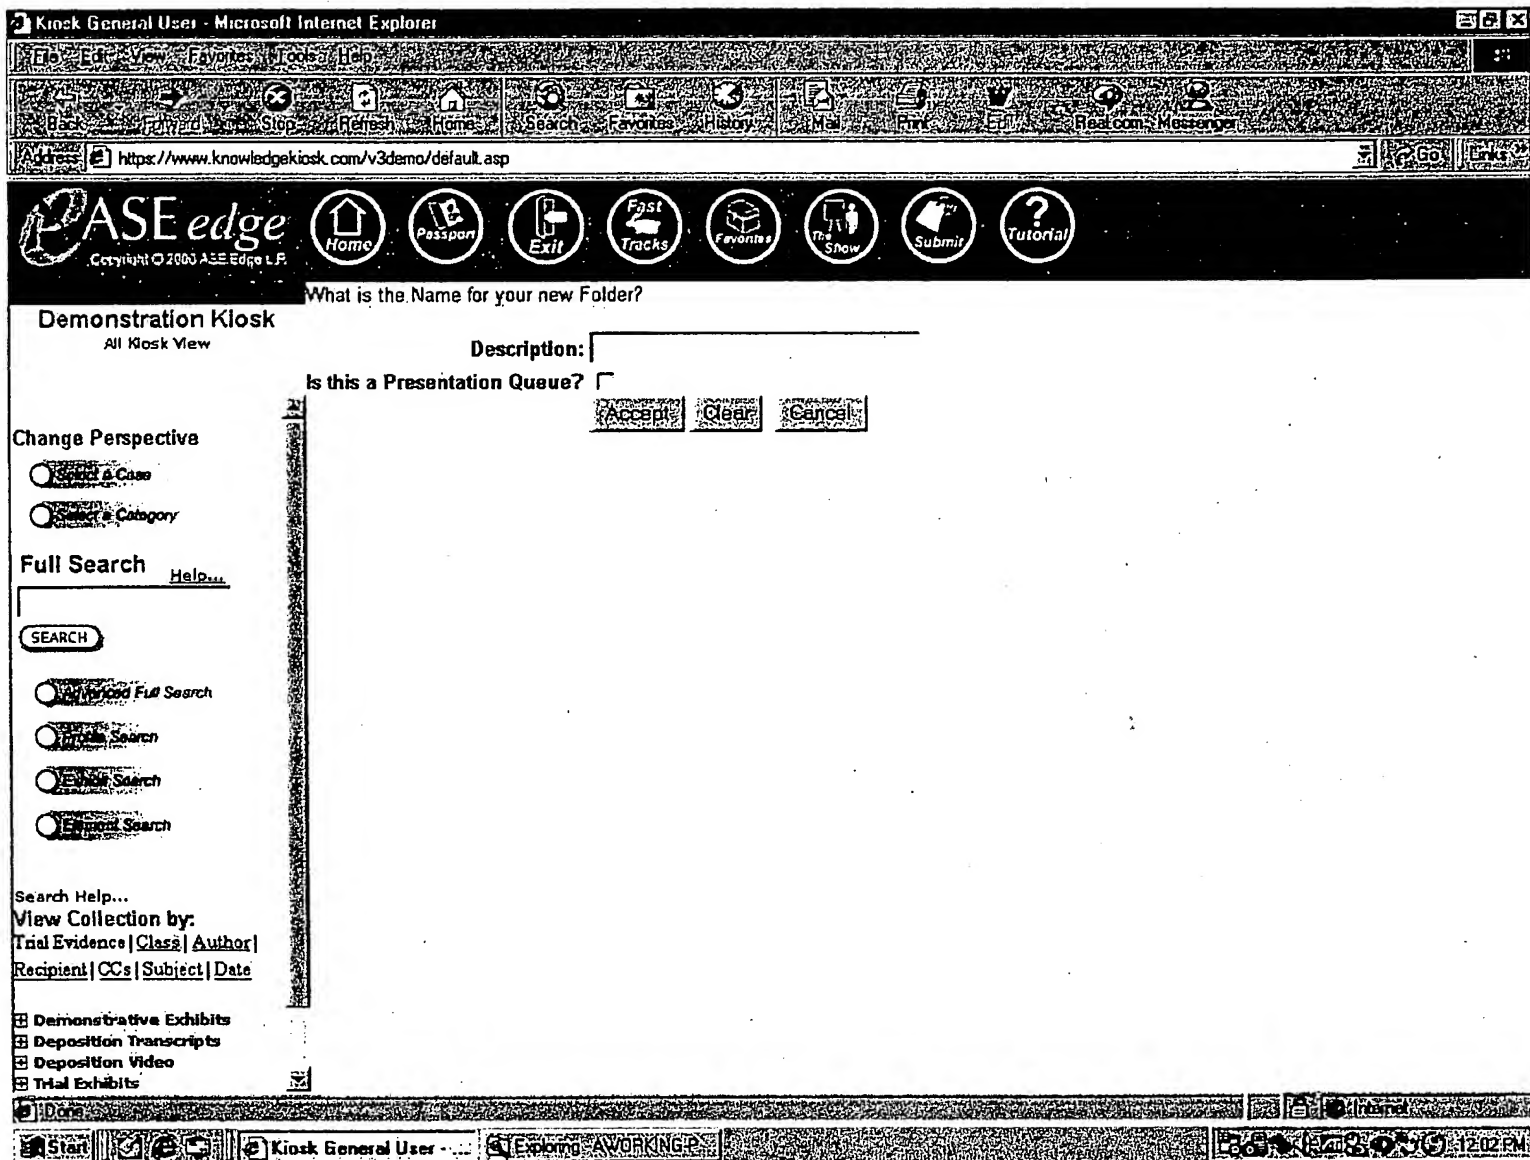 Kiosk General User - Microsoft Internet Explorer
File Edit View Favorites Tools Help
Back Forward Stop Refresh Home Search Favorites History Mail Print Edit Real.com Messenger
Address https://www.knowledgekiosk.com/v3demo/default.asp Go Links
eASE edge
Copyright © 2000 ASE Edge L.P.
Home Passport Exit Fast Tracks Favorites The Show Submit Tutorial
What is the Name for your new Folder?
Demonstration Kiosk
All Kiosk View
Description:
Is this a Presentation Queue?
Accept Clear Cancel
Change Perspective
Select a Case
Select a Category
Full Search Help...
SEARCH
Advanced Full Search
Profile Search
Exhibit Search
Element Search
Search Help...
View Collection by:
Trial Evidence | Class | Author |
Recipient | CCs | Subject | Date
Demonstrative Exhibits
Deposition Transcripts
Deposition Video
Trial Exhibits
Done Internet
Start Kiosk General User - ... Exploring - AWORKING-P... 12:02 PM